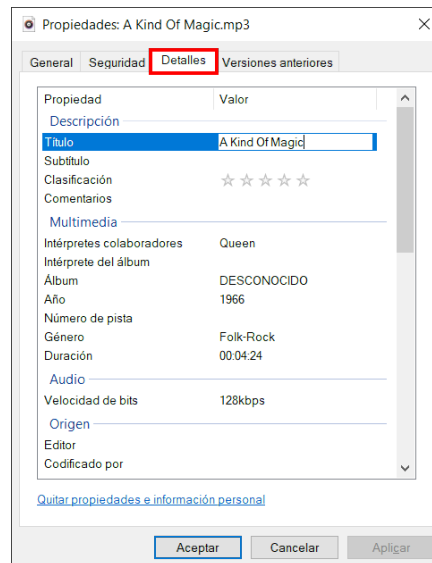 Propiedades: A Kind Of Magic.mp3
General Seguridad Detalles Versiones anteriores
Propiedad Valor
Descripción
Título A Kind Of Magic
Subtítulo
Clasificación
Comentarios
Multimedia
Intérpretes colaboradores Queen
Intérprete del álbum
Álbum DESCONOCIDO
Año 1966
Número de pista
Género Folk-Rock
Duración 00:04:24
Audio
Velocidad de bits 128kbps
Origen
Editor
Codificado por
Quitar propiedades e información personal
Aceptar Cancelar Aplicar